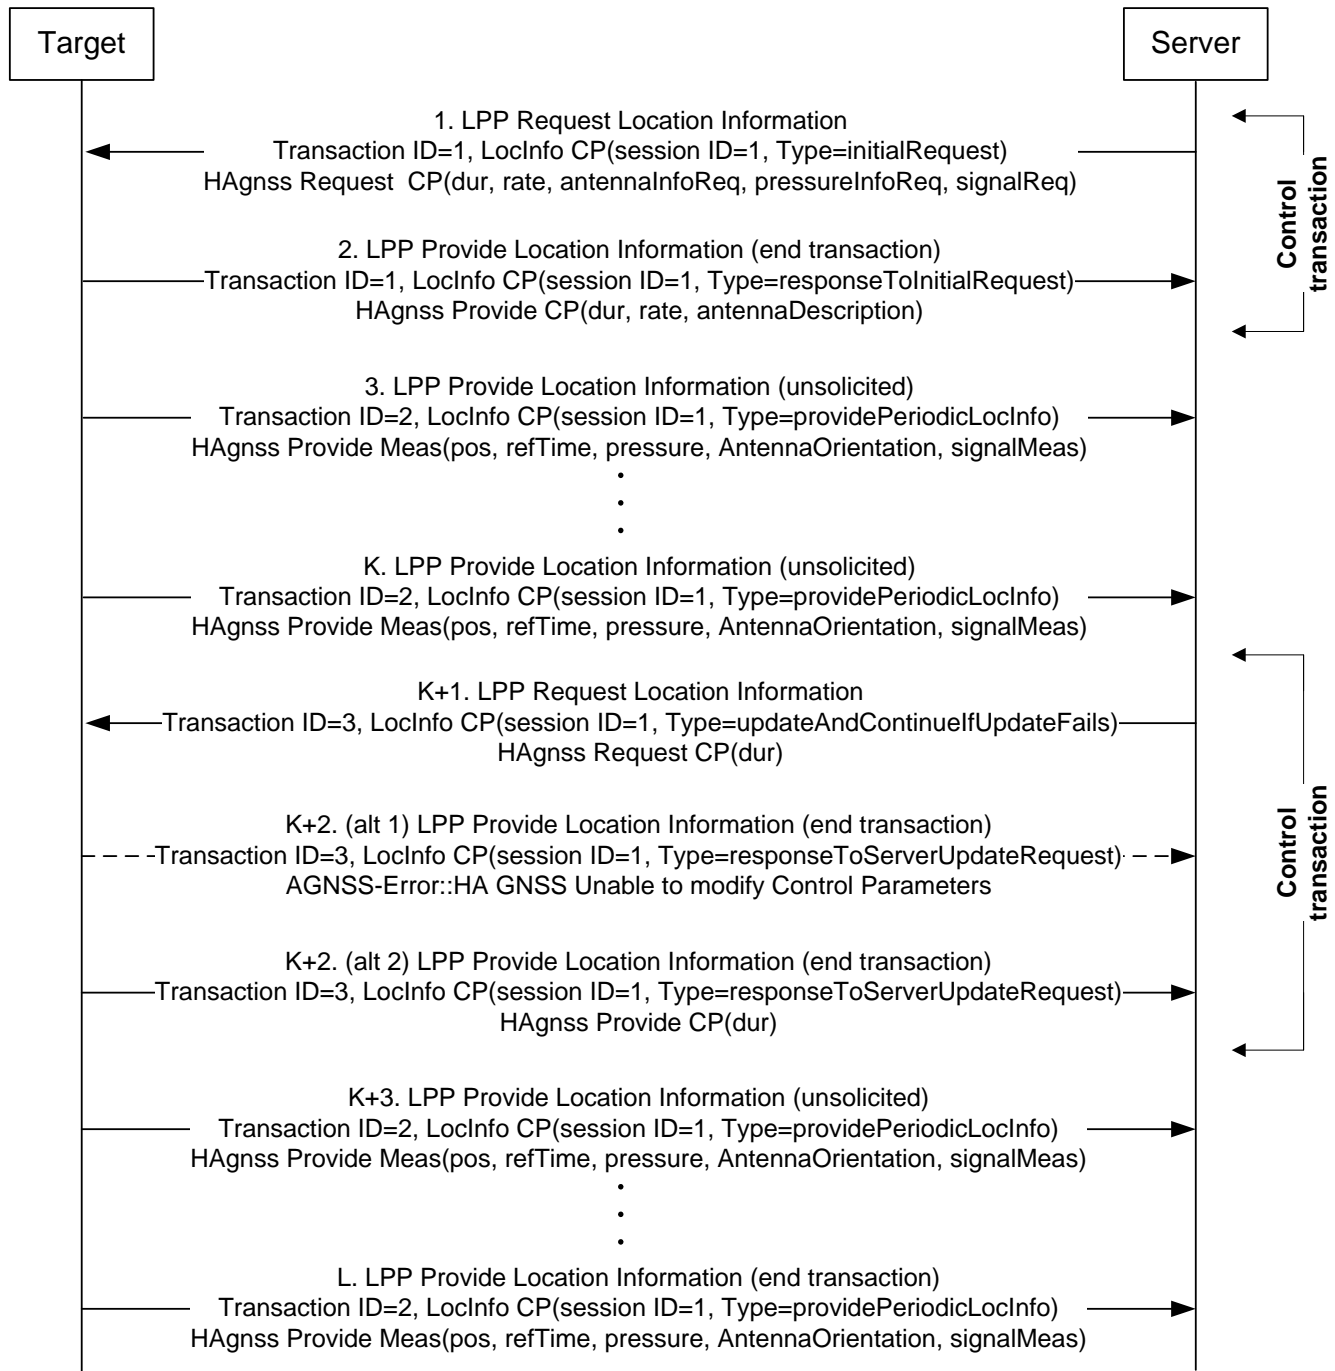 Target
Server
1. LPP Request Location Information
Transaction ID=1, LocInfo CP(session ID=1, Type=initialRequest)
HAgnss Request  CP(dur, rate, antennaInfoReq, pressureInfoReq, signalReq)
Control
transaction
2. LPP Provide Location Information (end transaction)
Transaction ID=1, LocInfo CP(session ID=1, Type=responseToInitialRequest)
HAgnss Provide CP(dur, rate, antennaDescription)
3. LPP Provide Location Information (unsolicited)
Transaction ID=2, LocInfo CP(session ID=1, Type=providePeriodicLocInfo)
HAgnss Provide Meas(pos, refTime, pressure, AntennaOrientation, signalMeas)
.
.
.
K. LPP Provide Location Information (unsolicited)
Transaction ID=2, LocInfo CP(session ID=1, Type=providePeriodicLocInfo)
HAgnss Provide Meas(pos, refTime, pressure, AntennaOrientation, signalMeas)
K+1. LPP Request Location Information
Transaction ID=3, LocInfo CP(session ID=1, Type=updateAndContinueIfUpdateFails)
HAgnss Request CP(dur)
Control
transaction
K+2. (alt 1) LPP Provide Location Information (end transaction)
Transaction ID=3, LocInfo CP(session ID=1, Type=responseToServerUpdateRequest)
AGNSS-Error::HA GNSS Unable to modify Control Parameters
K+2. (alt 2) LPP Provide Location Information (end transaction)
Transaction ID=3, LocInfo CP(session ID=1, Type=responseToServerUpdateRequest)
HAgnss Provide CP(dur)
K+3. LPP Provide Location Information (unsolicited)
Transaction ID=2, LocInfo CP(session ID=1, Type=providePeriodicLocInfo)
HAgnss Provide Meas(pos, refTime, pressure, AntennaOrientation, signalMeas)
.
.
.
L. LPP Provide Location Information (end transaction)
Transaction ID=2, LocInfo CP(session ID=1, Type=providePeriodicLocInfo)
HAgnss Provide Meas(pos, refTime, pressure, AntennaOrientation, signalMeas)